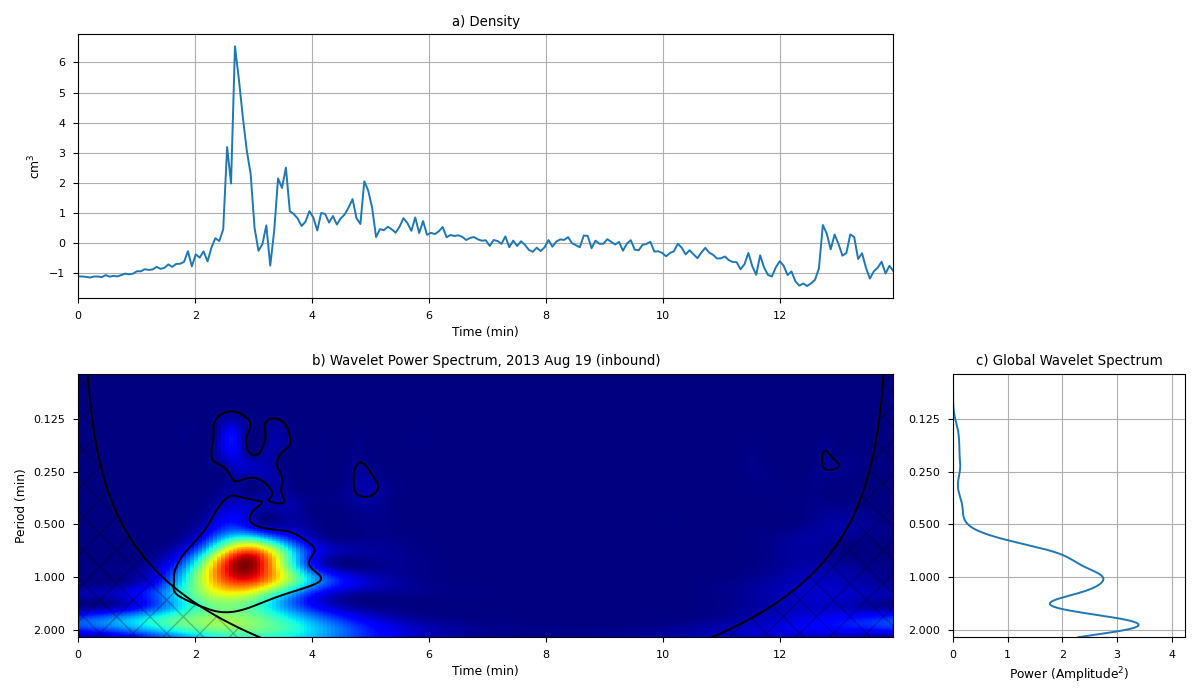 a) Density
6
5
4
3
2
1
0
−1
cm³
0 2 4 6 8 10 12
Time (min)
b) Wavelet Power Spectrum, 2013 Aug 19 (inbound)
c) Global Wavelet Spectrum
0.125
0.250
0.500
1.000
2.000
Period (min)
0.125
0.250
0.500
1.000
2.000
0 2 4 6 8 10 12
0 1 2 3 4
Time (min)
Power (Amplitude²)